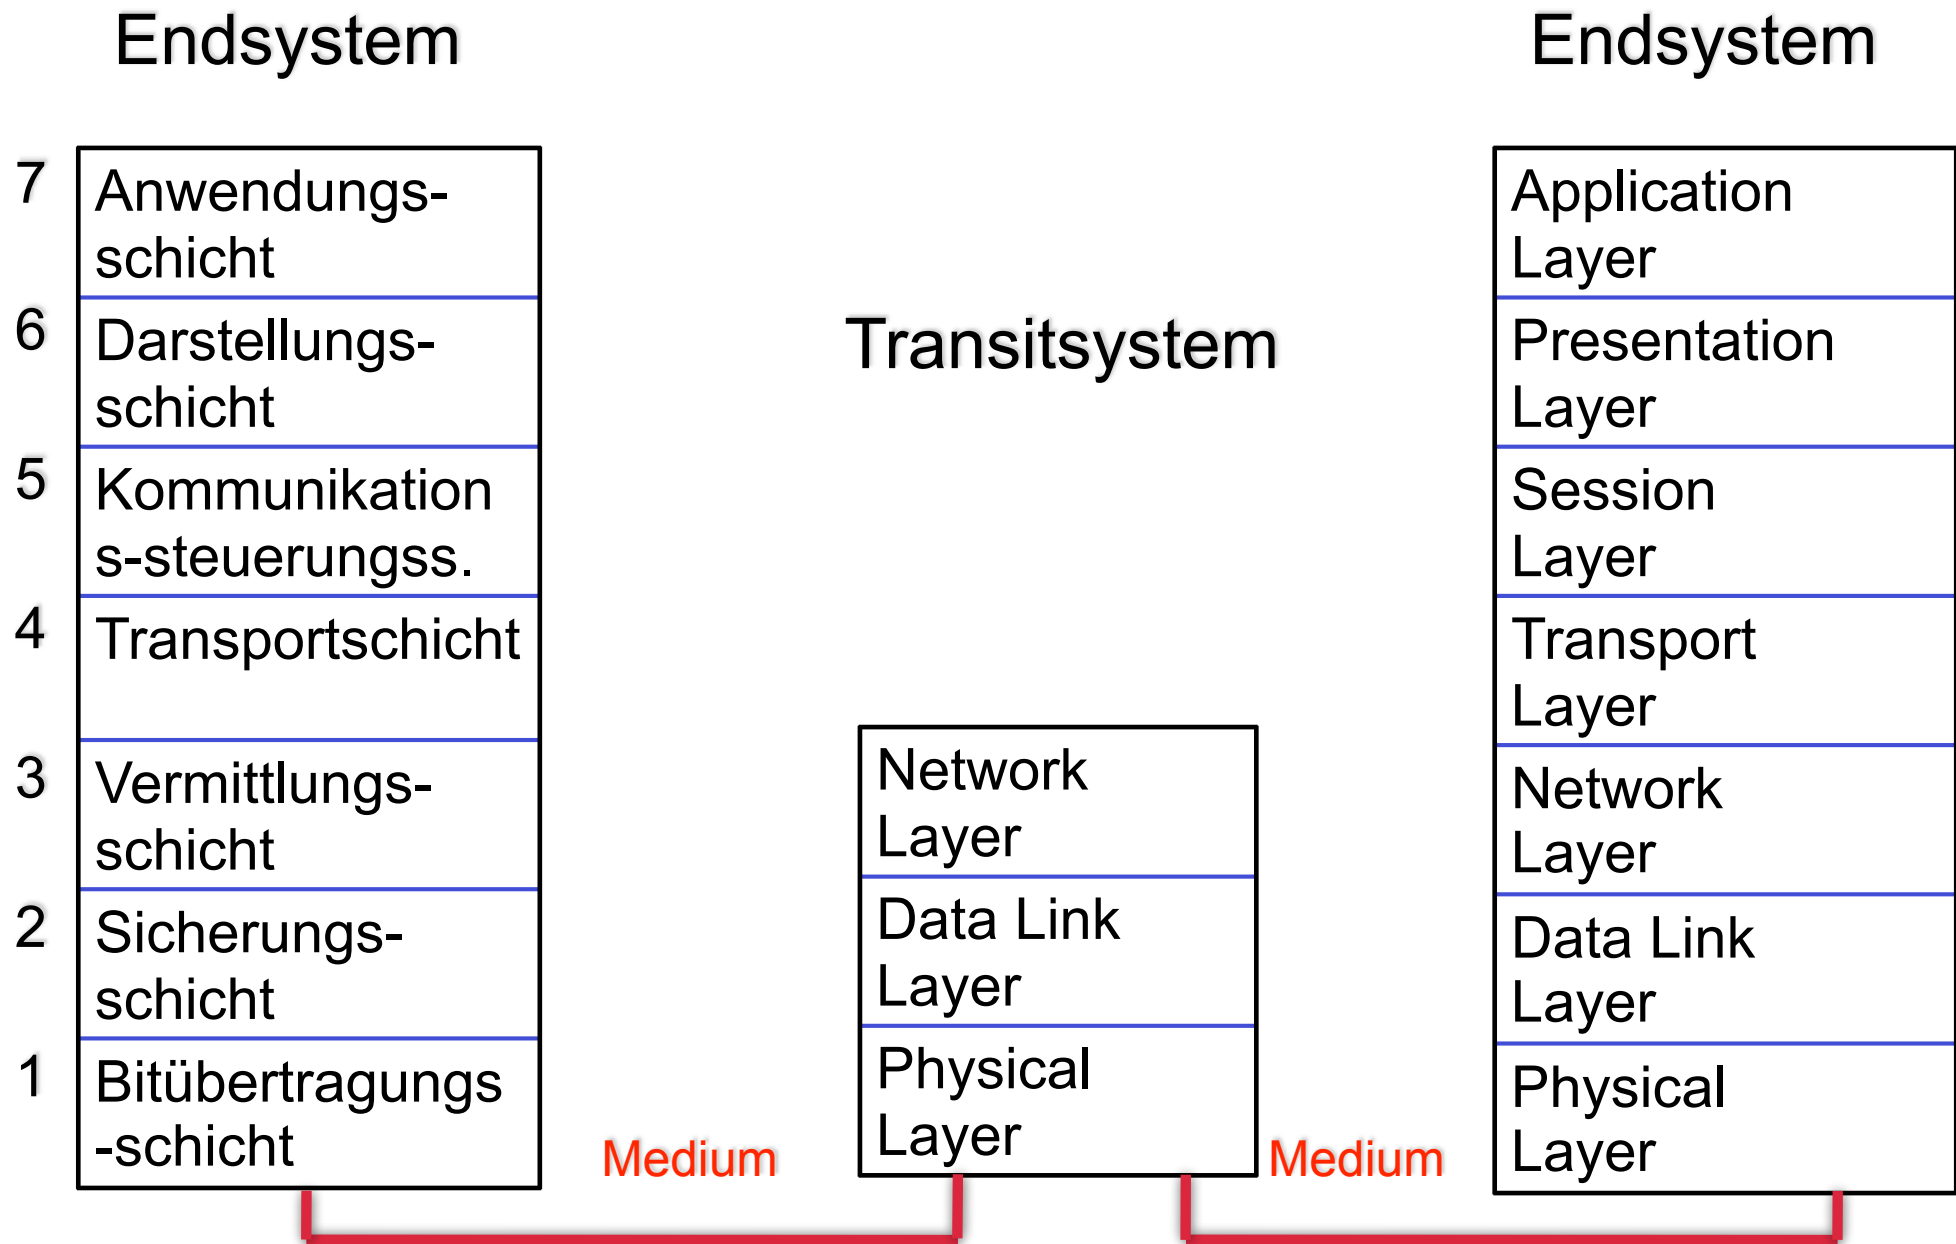 Endsystem
Endsystem
7
Anwendungs-
schicht
6
Darstellungs-
schicht
5
Kommunikation
s-steuerungss.
4
Transportschicht
3
Vermittlungs-
schicht
2
Sicherungs-
schicht
1
Bitübertragungs
-schicht
Transitsystem
Network
Layer
Data Link
Layer
Physical
Layer
Medium
Medium
Application
Layer
Presentation
Layer
Session
Layer
Transport
Layer
Network
Layer
Data Link
Layer
Physical
Layer